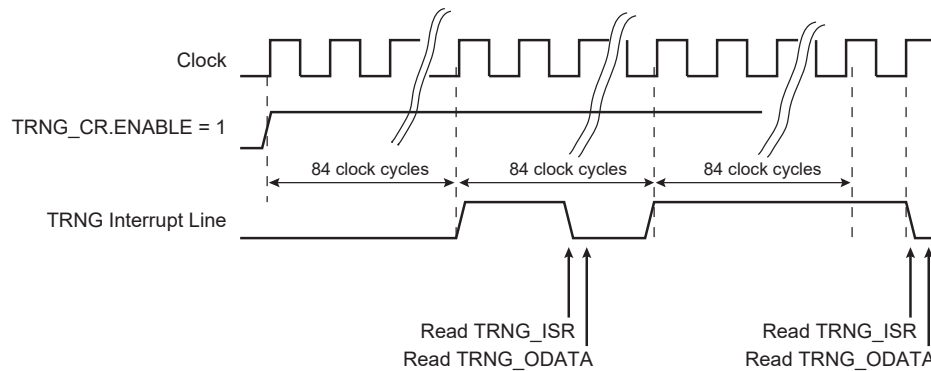 Clock
TRNG_CR.ENABLE = 1
84 clock cycles 84 clock cycles 84 clock cycles
TRNG Interrupt Line
Read TRNG_ISR Read TRNG_ISR
Read TRNG_ODATA Read TRNG_ODATA